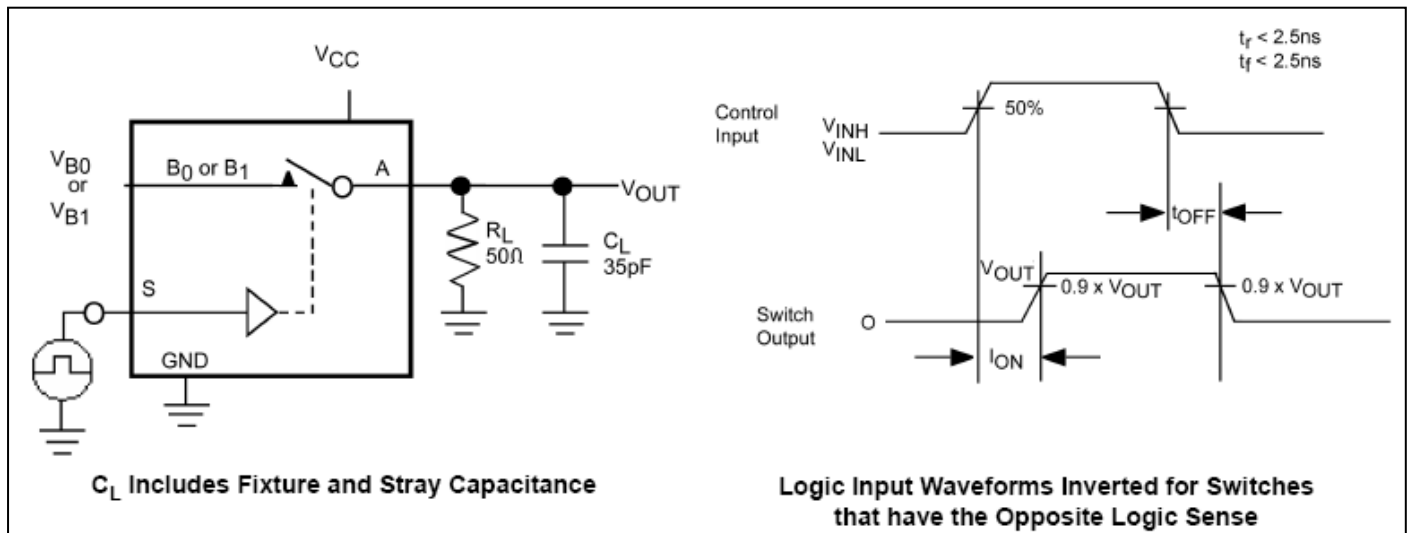 VCC
VB0
or
VB1
B0 or B1
A
VOUT
RL
50Ω
CL
35pF
S
GND
CL Includes Fixture and Stray Capacitance
tr < 2.5ns
tf < 2.5ns
Control
Input
VINH
VINL
50%
tOFF
VOUT
0.9 x VOUT
0.9 x VOUT
Switch
Output
O
ION
Logic Input Waveforms Inverted for Switches
that have the Opposite Logic Sense